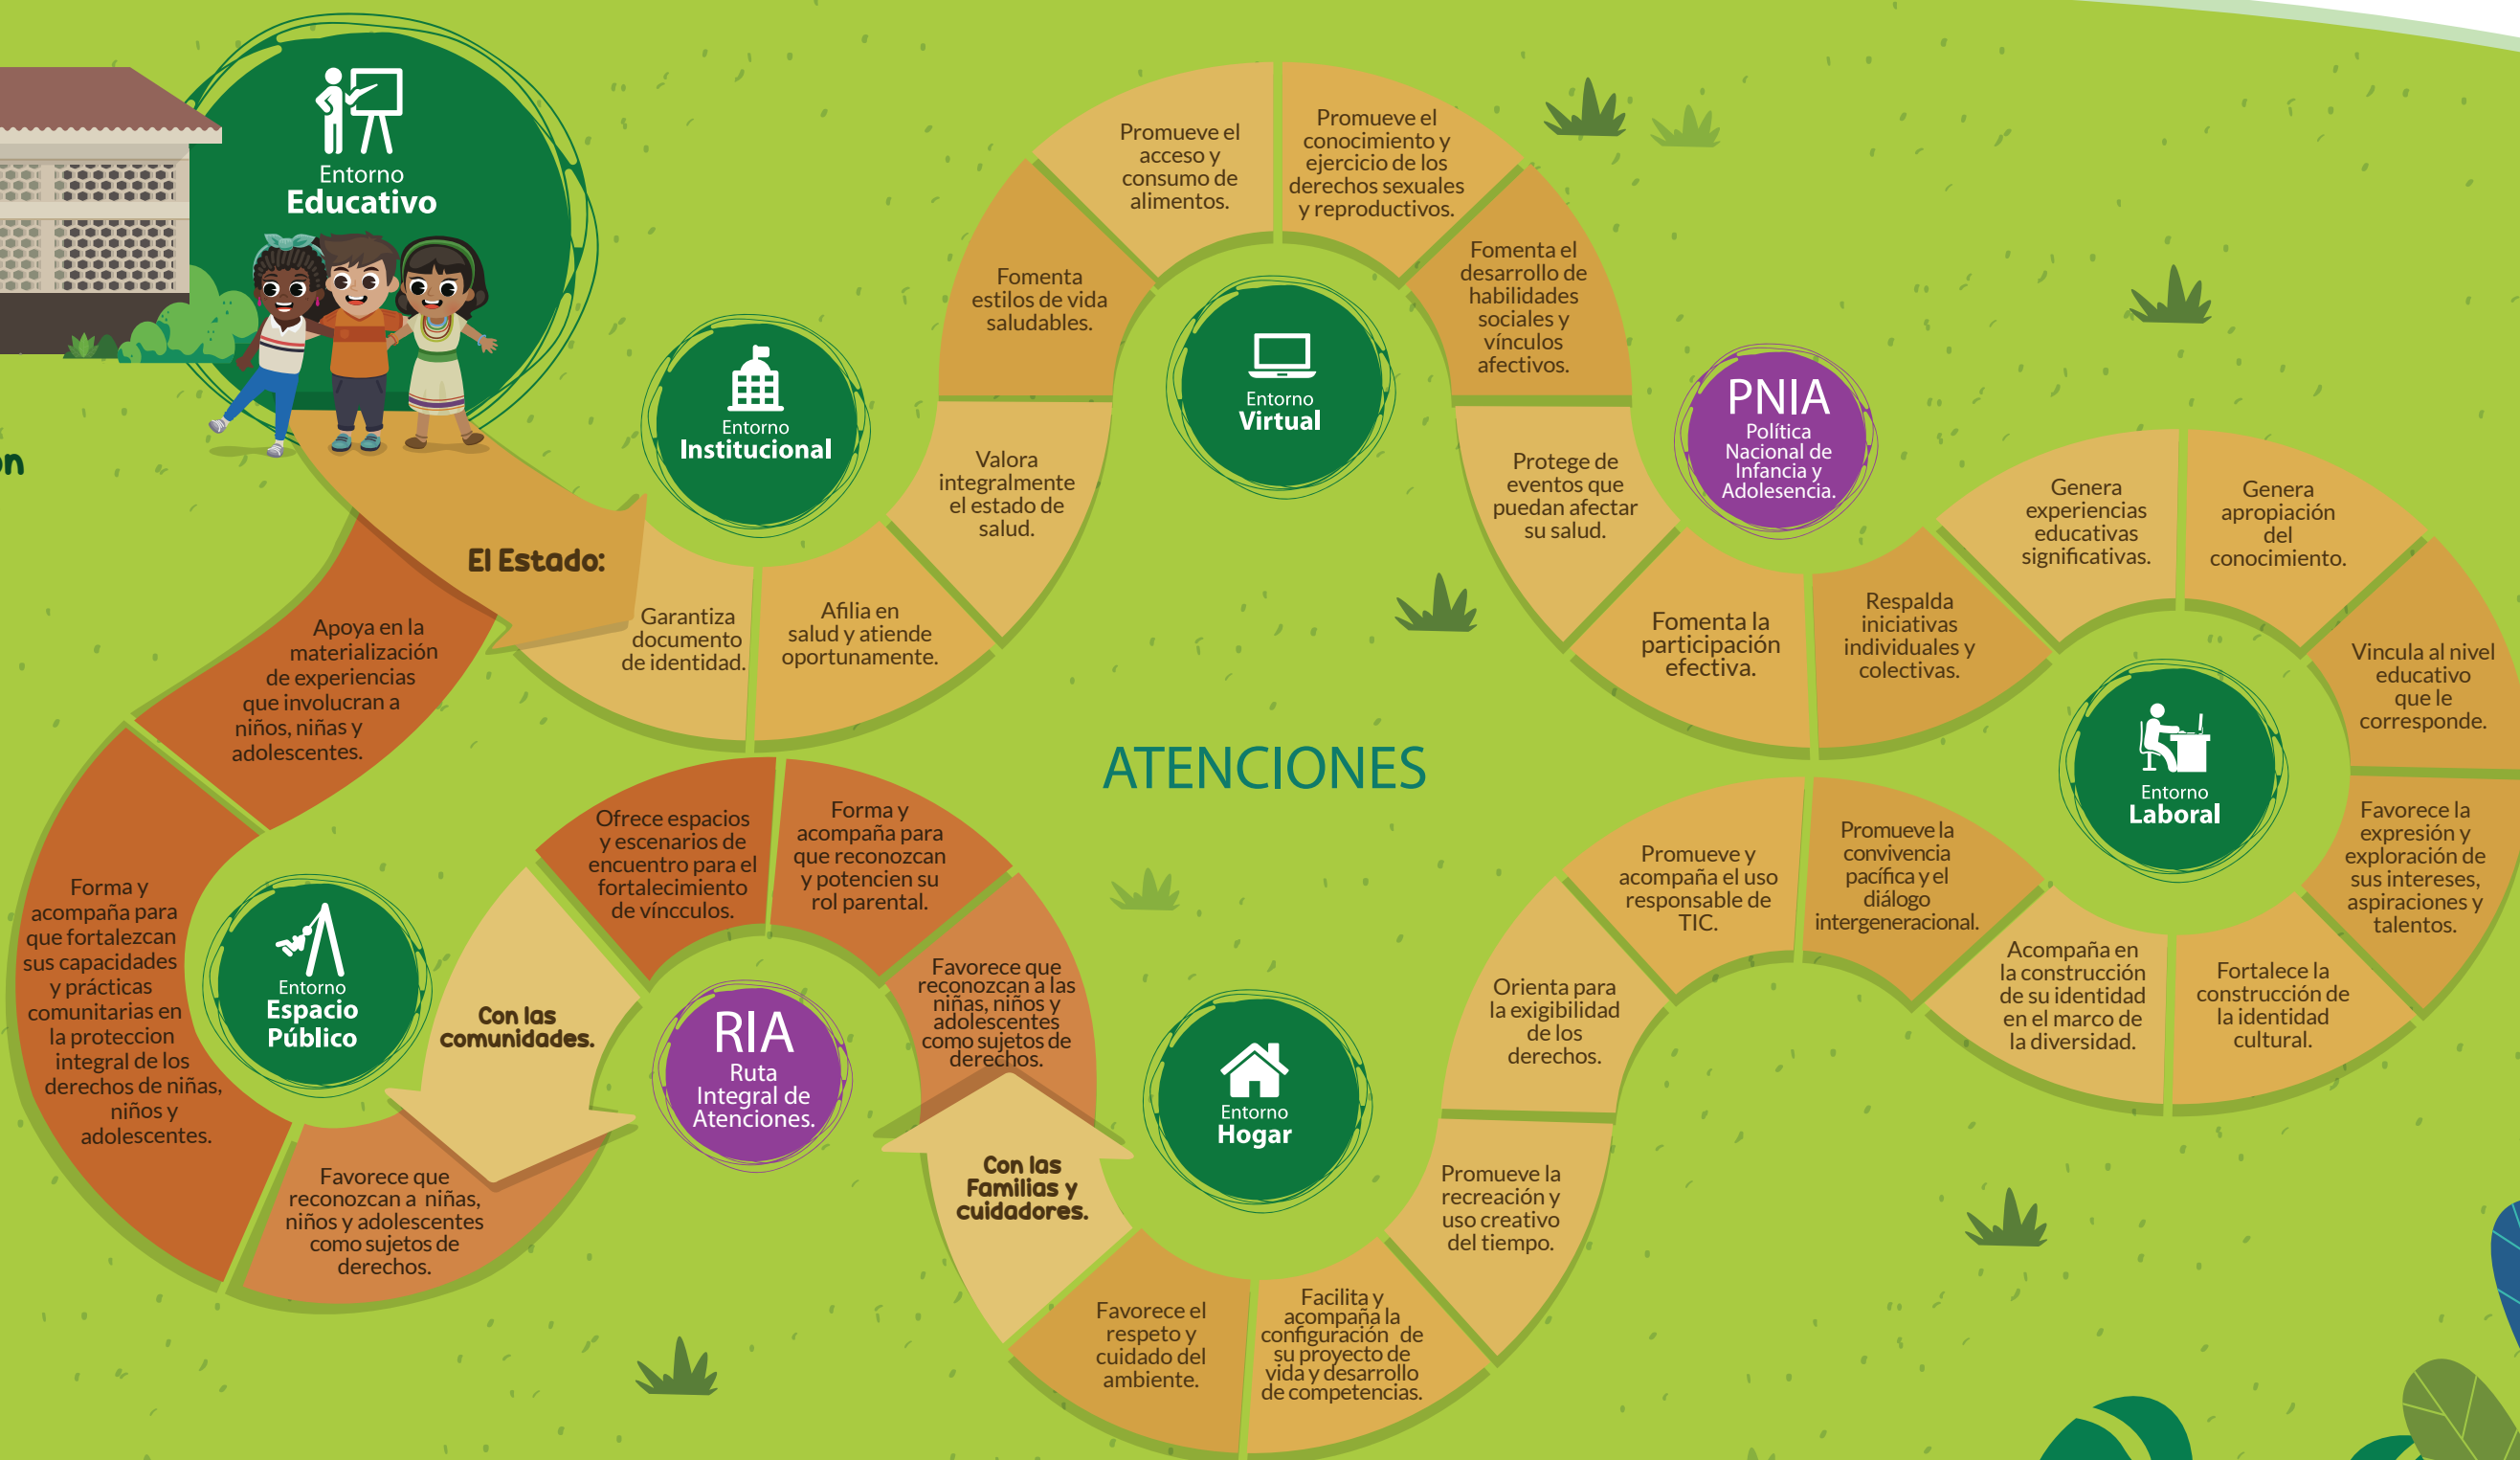 Entorno
Educativo
ón
El Estado:
Garantiza
documento
de identidad.
Afilia en
salud y atiende
oportunamente.
Entorno
Institucional
Valora
integralmente
el estado de
salud.
Fomenta
estilos de vida
saludables.
Promueve el
acceso y
consumo de
alimentos.
Promueve el
conocimiento y
ejercicio de los
derechos sexuales
y reproductivos.
Fomenta el
desarrollo de
habilidades
sociales y
vínculos
afectivos.
Entorno
Virtual
Protege de
eventos que
puedan afectar
su salud.
PNIA
Política
Nacional de
Infancia y
Adolesencia.
Fomenta la
participación
efectiva.
Respalda
iniciativas
individuales y
colectivas.
Genera
experiencias
educativas
significativas.
Genera
apropiación
del
conocimiento.
Vincula al nivel
educativo
que le
corresponde.
Entorno
Laboral
Favorece la
expresión y
exploración de
sus intereses,
aspiraciones y
talentos.
Fortalece la
construcción de
la identidad
cultural.
Acompaña en
la construcción
de su identidad
en el marco de
la diversidad.
Promueve la
convivencia
pacífica y el
diálogo
intergeneracional.
Promueve y
acompaña el uso
responsable de
TIC.
Orienta para
la exigibilidad
de los
derechos.
Promueve la
recreación y
uso creativo
del tiempo.
Facilita y
acompaña la
configuración de
su proyecto de
vida y desarrollo
de competencias.
Favorece el
respeto y
cuidado del
ambiente.
ATENCIONES
Entorno
Hogar
Con las
Familias y
cuidadores.
Favorece que
reconozcan a las
niñas, niños y
adolescentes
como sujetos de
derechos.
Forma y
acompaña para
que reconozcan
y potencien su
rol parental.
Ofrece espacios
y escenarios de
encuentro para el
fortalecimiento
de víncculos.
RIA
Ruta
Integral de
Atenciones.
Con las
comunidades.
Favorece que
reconozcan a niñas,
niños y adolescentes
como sujetos de
derechos.
Entorno
Espacio
Público
Forma y
acompaña para
que fortalezcan
sus capacidades
y prácticas
comunitarias en
la proteccion
integral de los
derechos de niñas,
niños y
adolescentes.
Apoya en la
materialización
de experiencias
que involucran a
niños, niñas y
adolescentes.